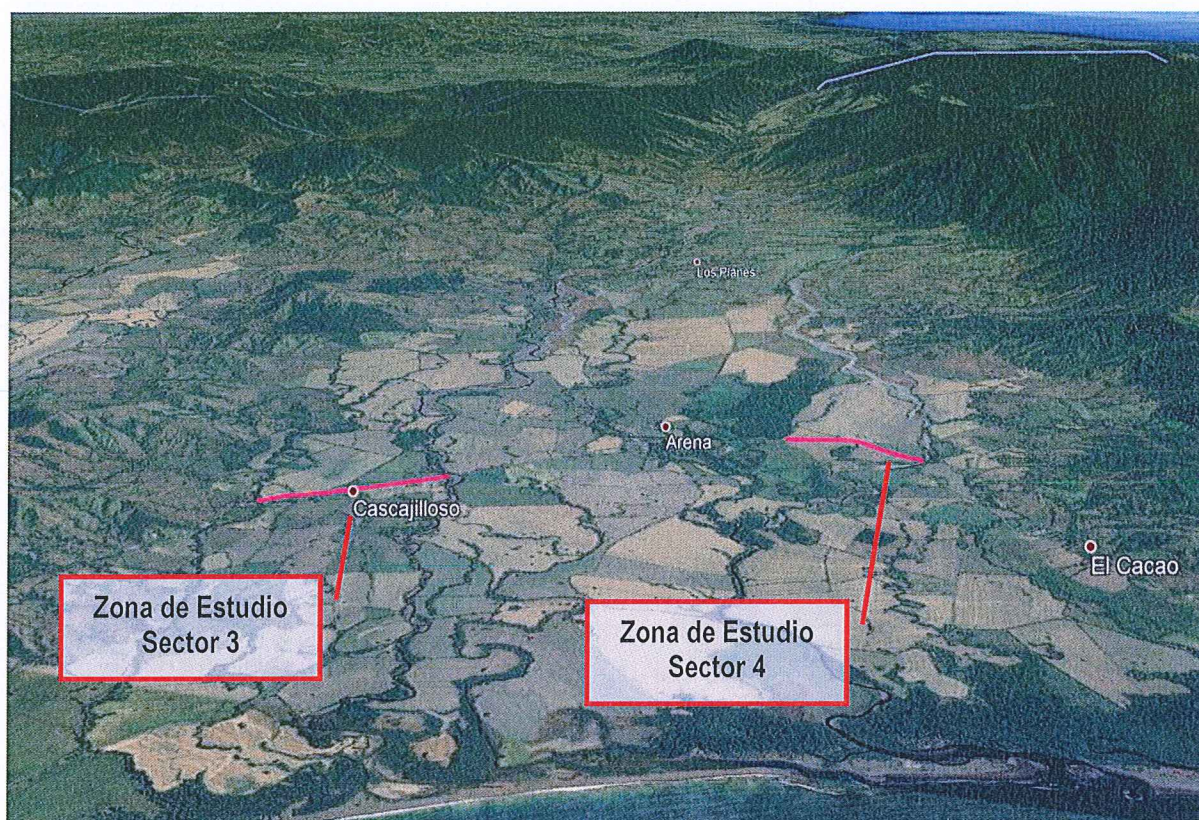 Los Planes
Arena
Cascajilloso
El Cacao
Zona de Estudio
Sector 3
Zona de Estudio
Sector 4